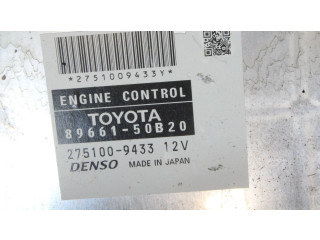 *2751009433Y*
ENGINE CONTROL
TOYOTA
89661-50B20
275100-9433 12V
DENSO MADE IN JAPAN